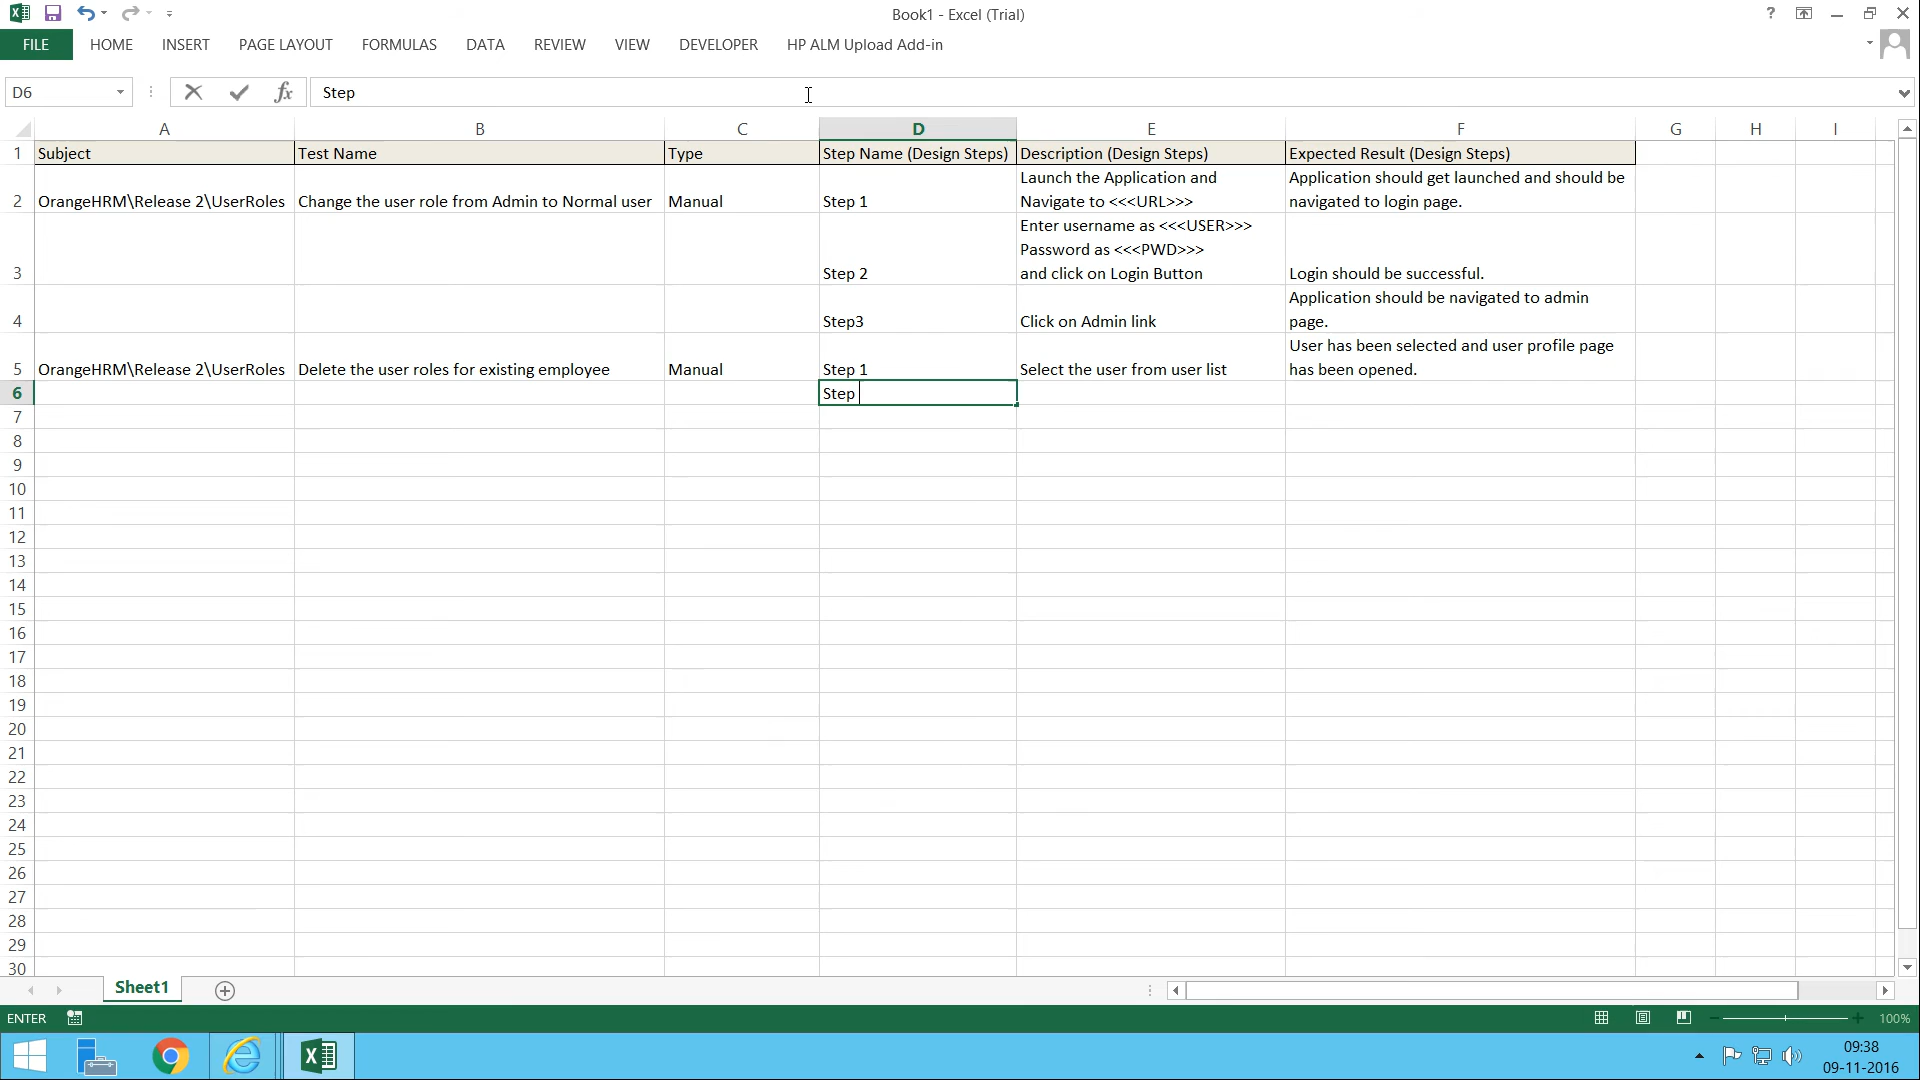 Book1 - Excel (Trial)
?
FILE HOME INSERT PAGE LAYOUT FORMULAS DATA REVIEW VIEW DEVELOPER HP ALM Upload Add-in
D6 fx Step
A B C D E F G H I
1 Subject Test Name Type Step Name (Design Steps) Description (Design Steps) Expected Result (Design Steps)
Launch the Application and Application should get launched and should be
2 OrangeHRM\Release 2\UserRoles Change the user role from Admin to Normal user Manual Step 1 Navigate to <<<URL>>> navigated to login page.
Enter username as <<<USER>>>
Password as <<<PWD>>>
3 Step 2 and click on Login Button Login should be successful.
Application should be navigated to admin
4 Step3 Click on Admin link page.
User has been selected and user profile page
5 OrangeHRM\Release 2\UserRoles Delete the user roles for existing employee Manual Step 1 Select the user from user list has been opened.
6 Step
7
8
9
10
11
12
13
14
15
16
17
18
19
20
21
22
23
24
25
26
27
28
29
30
Sheet1
ENTER 100%
09:38
09-11-2016